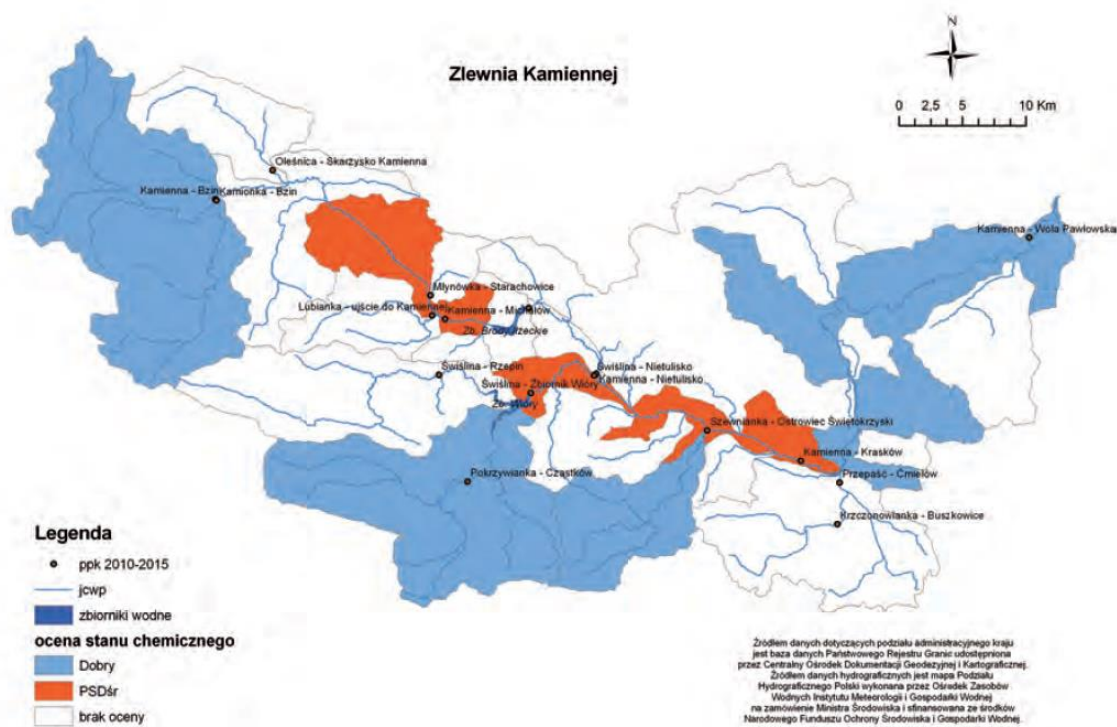 N
Zlewnia Kamiennej
0 2,5 5 10 Km
Oleśnica - Skarżysko Kamienna
Kamienna - Bzin
Kamionka - Bzin
Kamienna - Wola Pawłowska
Młynówka - Starachowice
Lubianka - ujście do Kamiennej
Kamienna - Michałów
Zb. Brody Iłżeckie
Świślina - Rzepin
Świślina - Nietulisko
Kamienna - Nietulisko
Świślina - Zbiornik Wióry
Zb. Wióry
Szewnianka - Ostrowiec Świętokrzyski
Kamienna - Krasków
Pokrzywianka - Cząstków
Przepaść - Ćmielów
Krzczonowianka - Buszkowice
Legenda
ppk 2010-2015
jcwp
zbiorniki wodne
ocena stanu chemicznego
Dobry
PSDśr
brak oceny
Źródłem danych dotyczących podziału administracyjnego kraju
jest baza danych Państwowego Rejestru Granic udostępniona
przez Centralny Ośrodek Dokumentacji Geodezyjnej i Kartograficznej.
Źródłem danych hydrograficznych jest mapa Podziału
Hydrograficznego Polski wykonana przez Ośrodek Zasobów
Wodnych Instytutu Meteorologii i Gospodarki Wodnej
na zamówienie Ministra Środowiska i sfinansowana ze środków
Narodowego Funduszu Ochrony Środowiska i Gospodarki Wodnej.